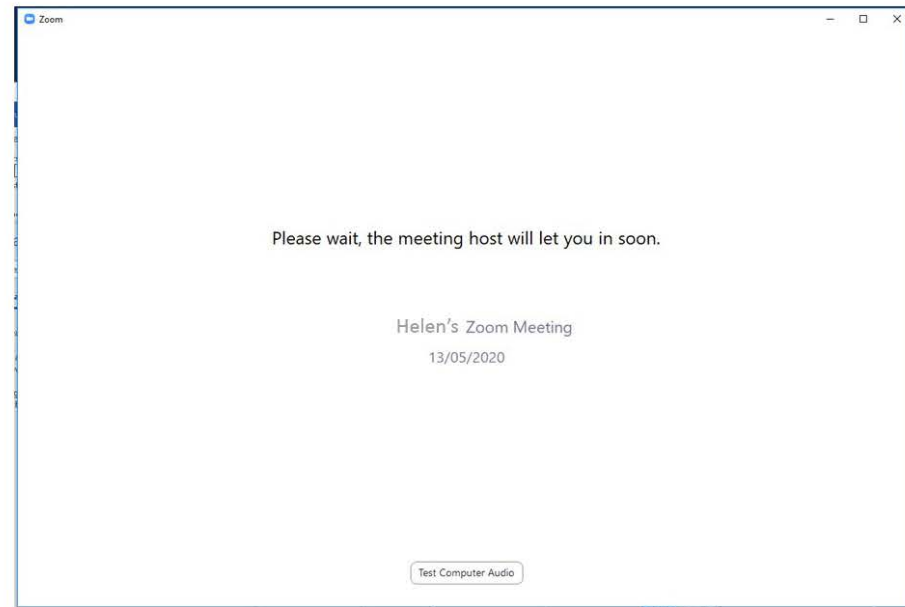 Zoom
Please wait, the meeting host will let you in soon.
Helen's Zoom Meeting
13/05/2020
Test Computer Audio